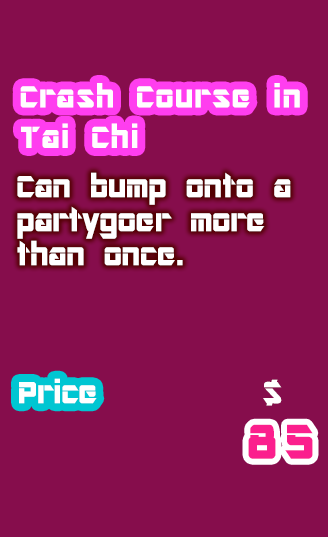 Crash Course in
Tai Chi
Can bump onto a
partygoer more
than once.
Price
$
85